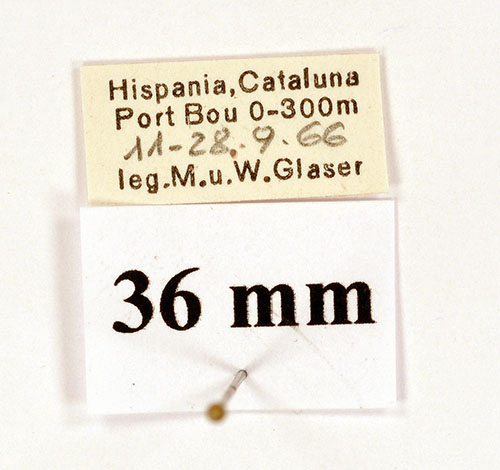 Hispania,Cataluna
Port Bou 0-300m
11-28.9.66
leg.M.u.W.Glaser
36 mm